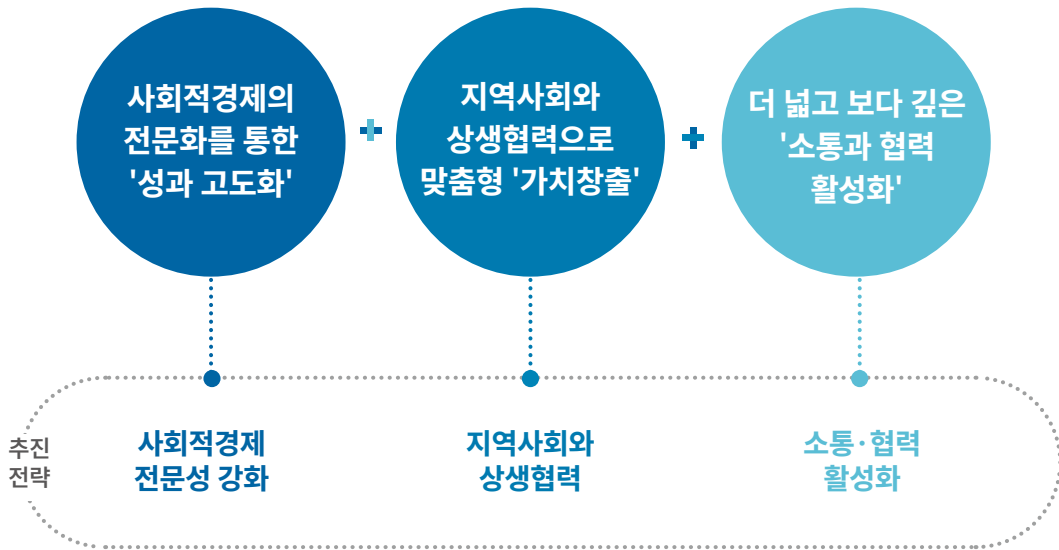 사회적경제의
전문화를 통한
'성과 고도화'
지역사회와
상생협력으로
맞춤형 '가치창출'
더 넓고 보다 깊은
'소통과 협력
활성화'
추진
전략
사회적경제
전문성 강화
지역사회와
상생협력
소통·협력
활성화